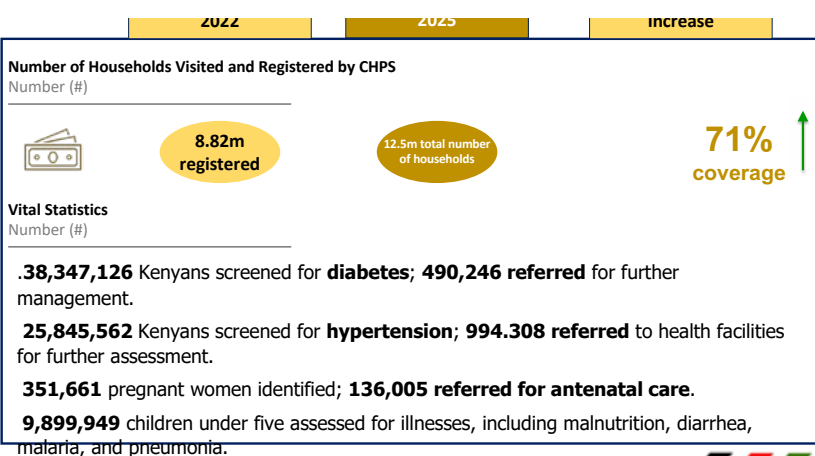 2022 2025 increase
Number of Households Visited and Registered by CHPS
Number (#)
8.82m
registered
12.5m total number
of households
71%
coverage
Vital Statistics
Number (#)
.38,347,126 Kenyans screened for diabetes; 490,246 referred for further
management.
25,845,562 Kenyans screened for hypertension; 994.308 referred to health facilities
for further assessment.
351,661 pregnant women identified; 136,005 referred for antenatal care.
9,899,949 children under five assessed for illnesses, including malnutrition, diarrhea,
malaria, and pneumonia.